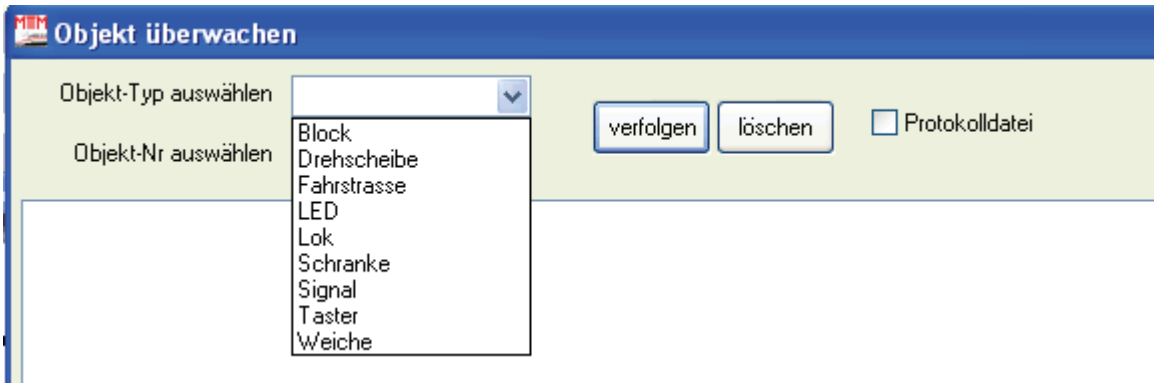 MTM Objekt überwachen
Objekt-Typ auswählen
verfolgen löschen Protokolldatei
Objekt-Nr auswählen
Block
Drehscheibe
Fahrstrasse
LED
Lok
Schranke
Signal
Taster
Weiche